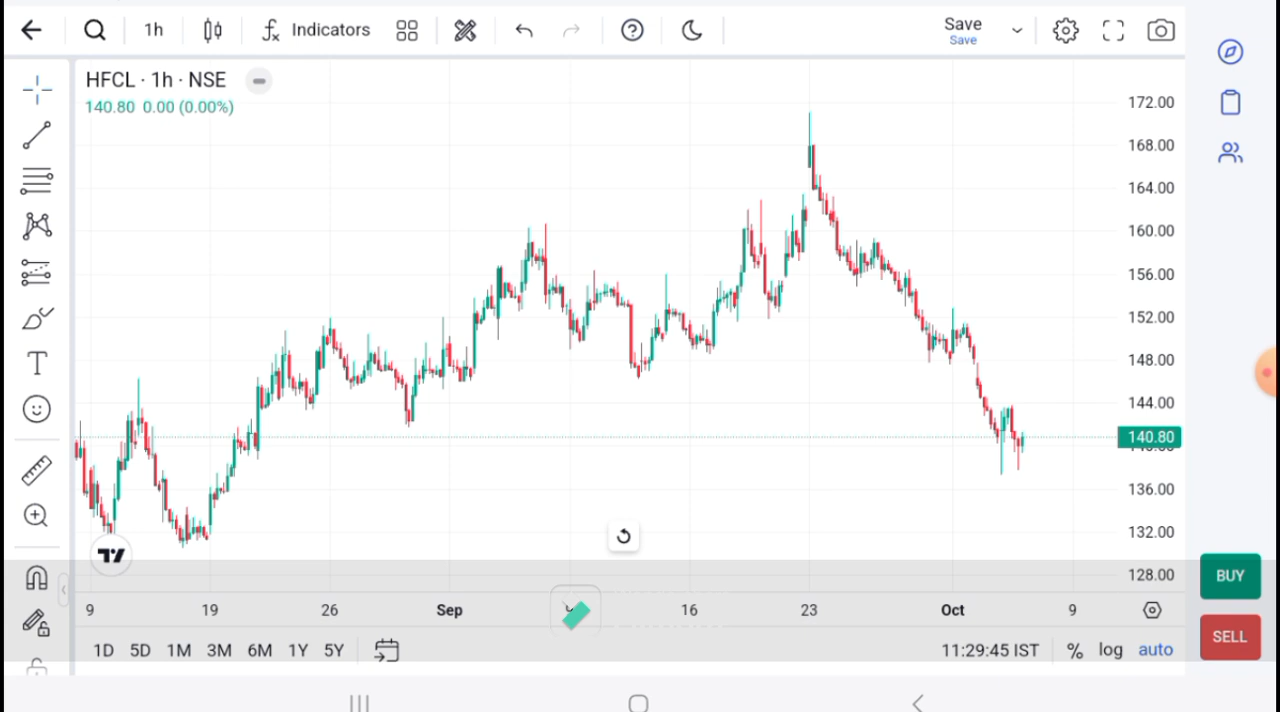 1h
Indicators
Save
Save
HFCL · 1h · NSE
140.80 0.00 (0.00%)
172.00
168.00
164.00
160.00
156.00
152.00
148.00
144.00
140.80
136.00
132.00
128.00
BUY
9 19 26 Sep 16 23 Oct 9
SELL
1D 5D 1M 3M 6M 1Y 5Y 11:29:45 IST % log auto